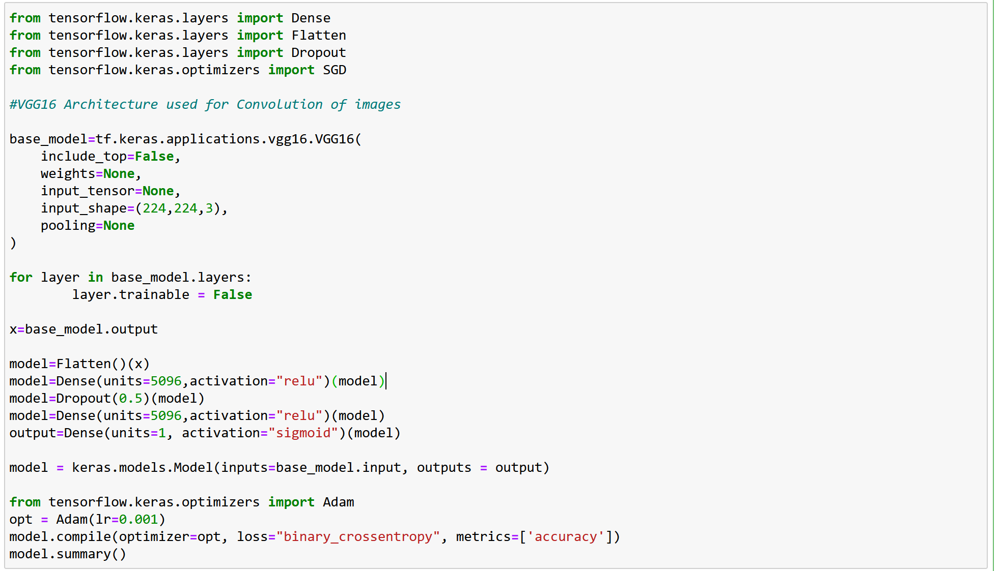 from tensorflow.keras.layers import Dense
from tensorflow.keras.layers import Flatten
from tensorflow.keras.layers import Dropout
from tensorflow.keras.optimizers import SGD

#VGG16 Architecture used for Convolution of images

base_model=tf.keras.applications.vgg16.VGG16(
    include_top=False,
    weights=None,
    input_tensor=None,
    input_shape=(224,224,3),
    pooling=None
)

for layer in base_model.layers:
        layer.trainable = False

x=base_model.output

model=Flatten()(x)
model=Dense(units=5096,activation="relu")(model)
model=Dropout(0.5)(model)
model=Dense(units=5096,activation="relu")(model)
output=Dense(units=1, activation="sigmoid")(model)

model = keras.models.Model(inputs=base_model.input, outputs = output)

from tensorflow.keras.optimizers import Adam
opt = Adam(lr=0.001)
model.compile(optimizer=opt, loss="binary_crossentropy", metrics=['accuracy'])
model.summary()